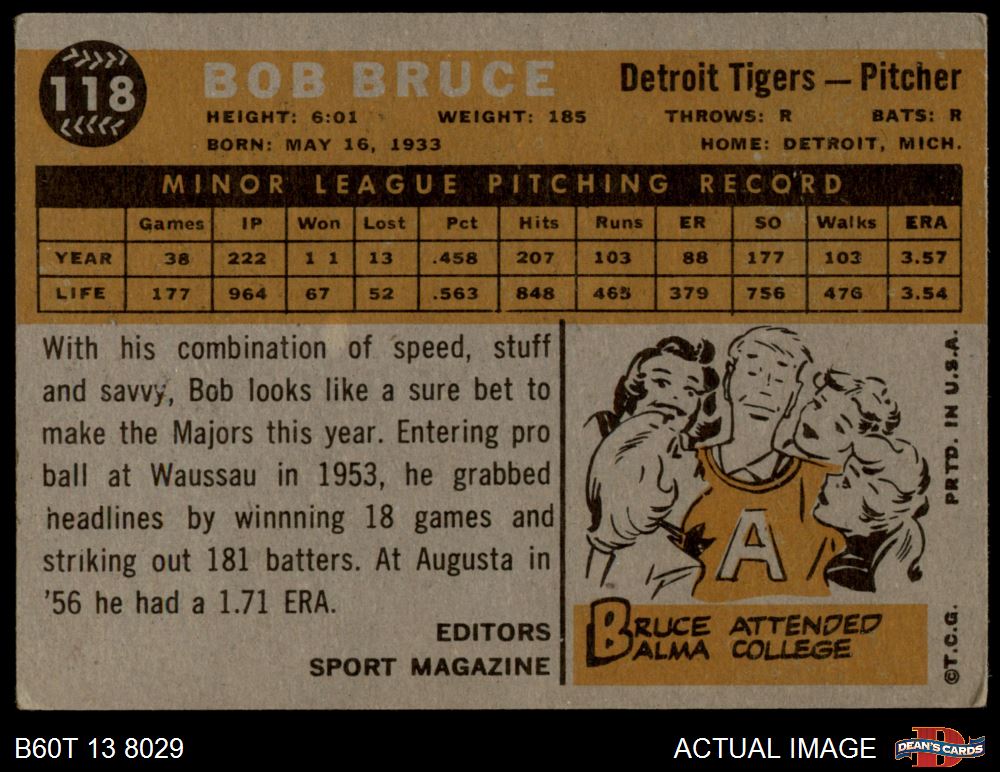 118
BOB BRUCE
Detroit Tigers — Pitcher
HEIGHT: 6:01 WEIGHT: 185 THROWS: R BATS: R
BORN: MAY 16, 1933 HOME: DETROIT, MICH.
MINOR LEAGUE PITCHING RECORD
Games IP Won Lost Pct Hits Runs ER SO Walks ERA
YEAR 38 222 1 1 13 .458 207 103 88 177 103 3.57
LIFE 177 964 67 52 .563 848 465 379 756 476 3.54
With his combination of speed, stuff
and savvy, Bob looks like a sure bet to
make the Majors this year. Entering pro
ball at Waussau in 1953, he grabbed
headlines by winnning 18 games and
striking out 181 batters. At Augusta in
'56 he had a 1.71 ERA.
EDITORS
SPORT MAGAZINE
A
BRUCE ATTENDED
ALMA COLLEGE
©T.C.G. PRTD. IN U.S.A.
B60T 13 8029
ACTUAL IMAGE
D
DEAN'S CARDS